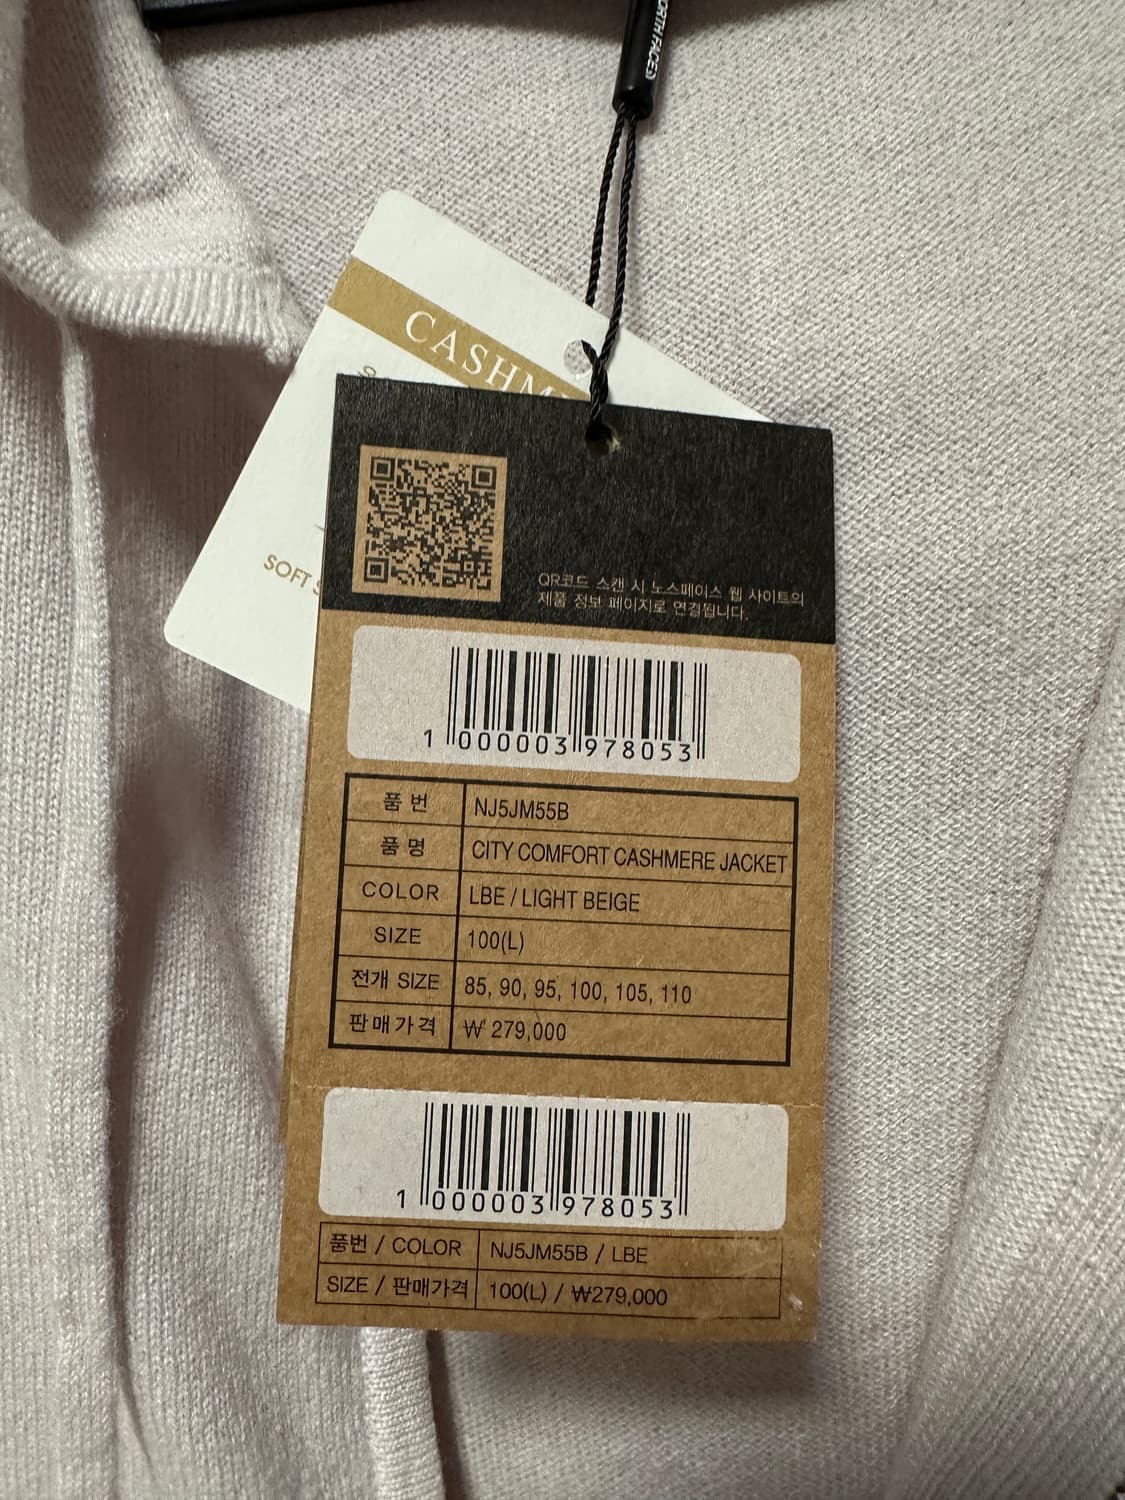 NORTH FACE
CASHM
SOFT S
QR코드 스캔 시 노스페이스 웹 사이트의
제품 정보 페이지로 연결됩니다.
1 000003 978053
품번 NJ5JM55B
품명 CITY COMFORT CASHMERE JACKET
COLOR LBE / LIGHT BEIGE
SIZE 100(L)
전개 SIZE 85, 90, 95, 100, 105, 110
판매가격 ₩ 279,000
1 000003 978053
품번 / COLOR NJ5JM55B / LBE
SIZE / 판매가격 100(L) / ₩279,000